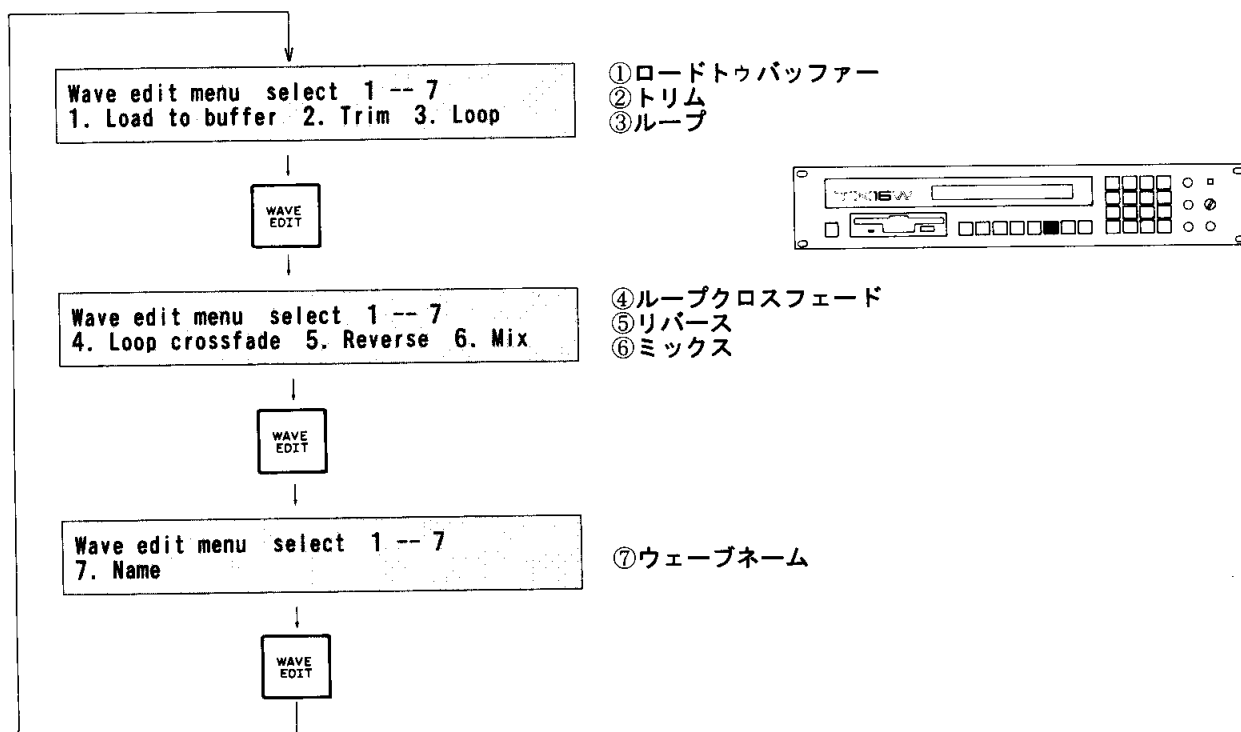 Wave edit menu select 1 -- 7
1. Load to buffer 2. Trim 3. Loop
①ロードトゥバッファー
②トリム
③ループ
WAVE
EDIT
Wave edit menu select 1 -- 7
4. Loop crossfade 5. Reverse 6. Mix
④ループクロスフェード
⑤リバース
⑥ミックス
WAVE
EDIT
Wave edit menu select 1 -- 7
7. Name
⑦ウェーブネーム
WAVE
EDIT